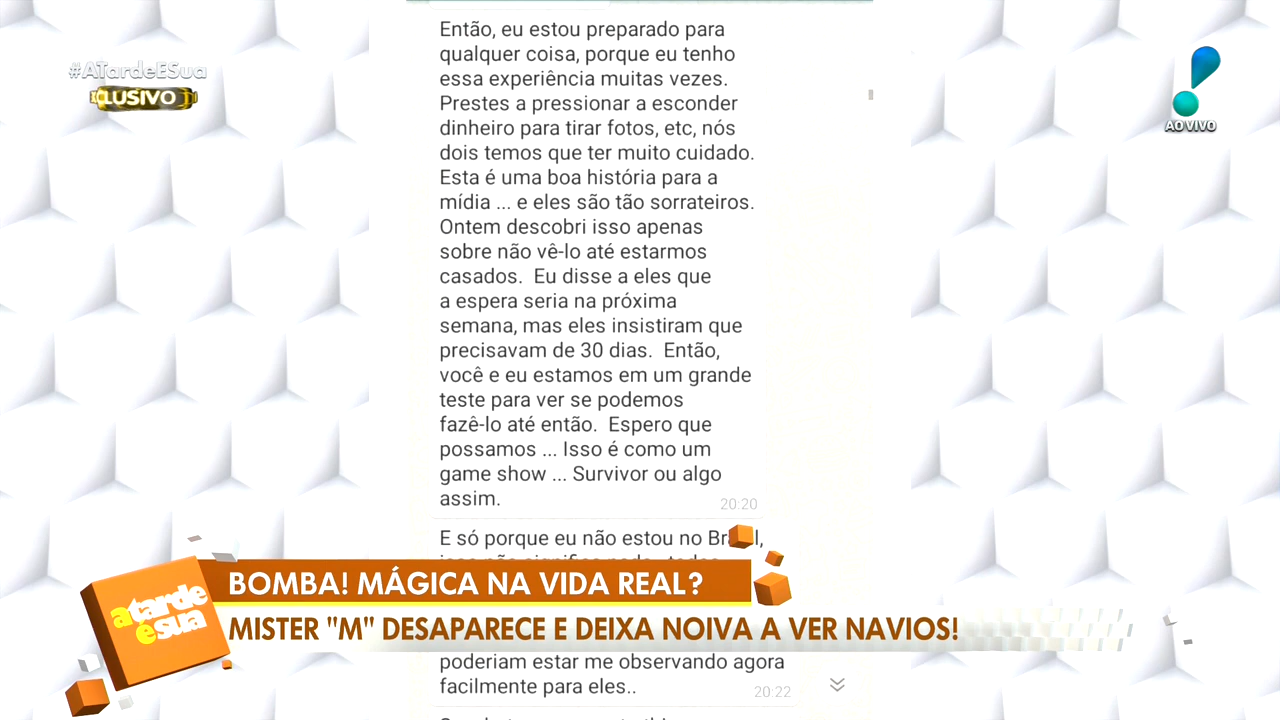 #ATardeESua
XCLUSIVO
AO VIVO
Então, eu estou preparado para
qualquer coisa, porque eu tenho
essa experiência muitas vezes.
Prestes a pressionar a esconder
dinheiro para tirar fotos, etc, nós
dois temos que ter muito cuidado.
Esta é uma boa história para a
mídia ... e eles são tão sorrateiros.
Ontem descobri isso apenas
sobre não vê-lo até estarmos
casados.  Eu disse a eles que
a espera seria na próxima
semana, mas eles insistiram que
precisavam de 30 dias.  Então,
você e eu estamos em um grande
teste para ver se podemos
fazê-lo até então.  Espero que
possamos ... Isso é como um
game show ... Survivor ou algo
assim.
20:20
E só porque eu não estou no
BOMBA! MÁGICA NA VIDA REAL?
a tarde é sua
MISTER "M" DESAPARECE E DEIXA NOIVA A VER NAVIOS!
poderiam estar me observando agora
facilmente para eles..
20:22